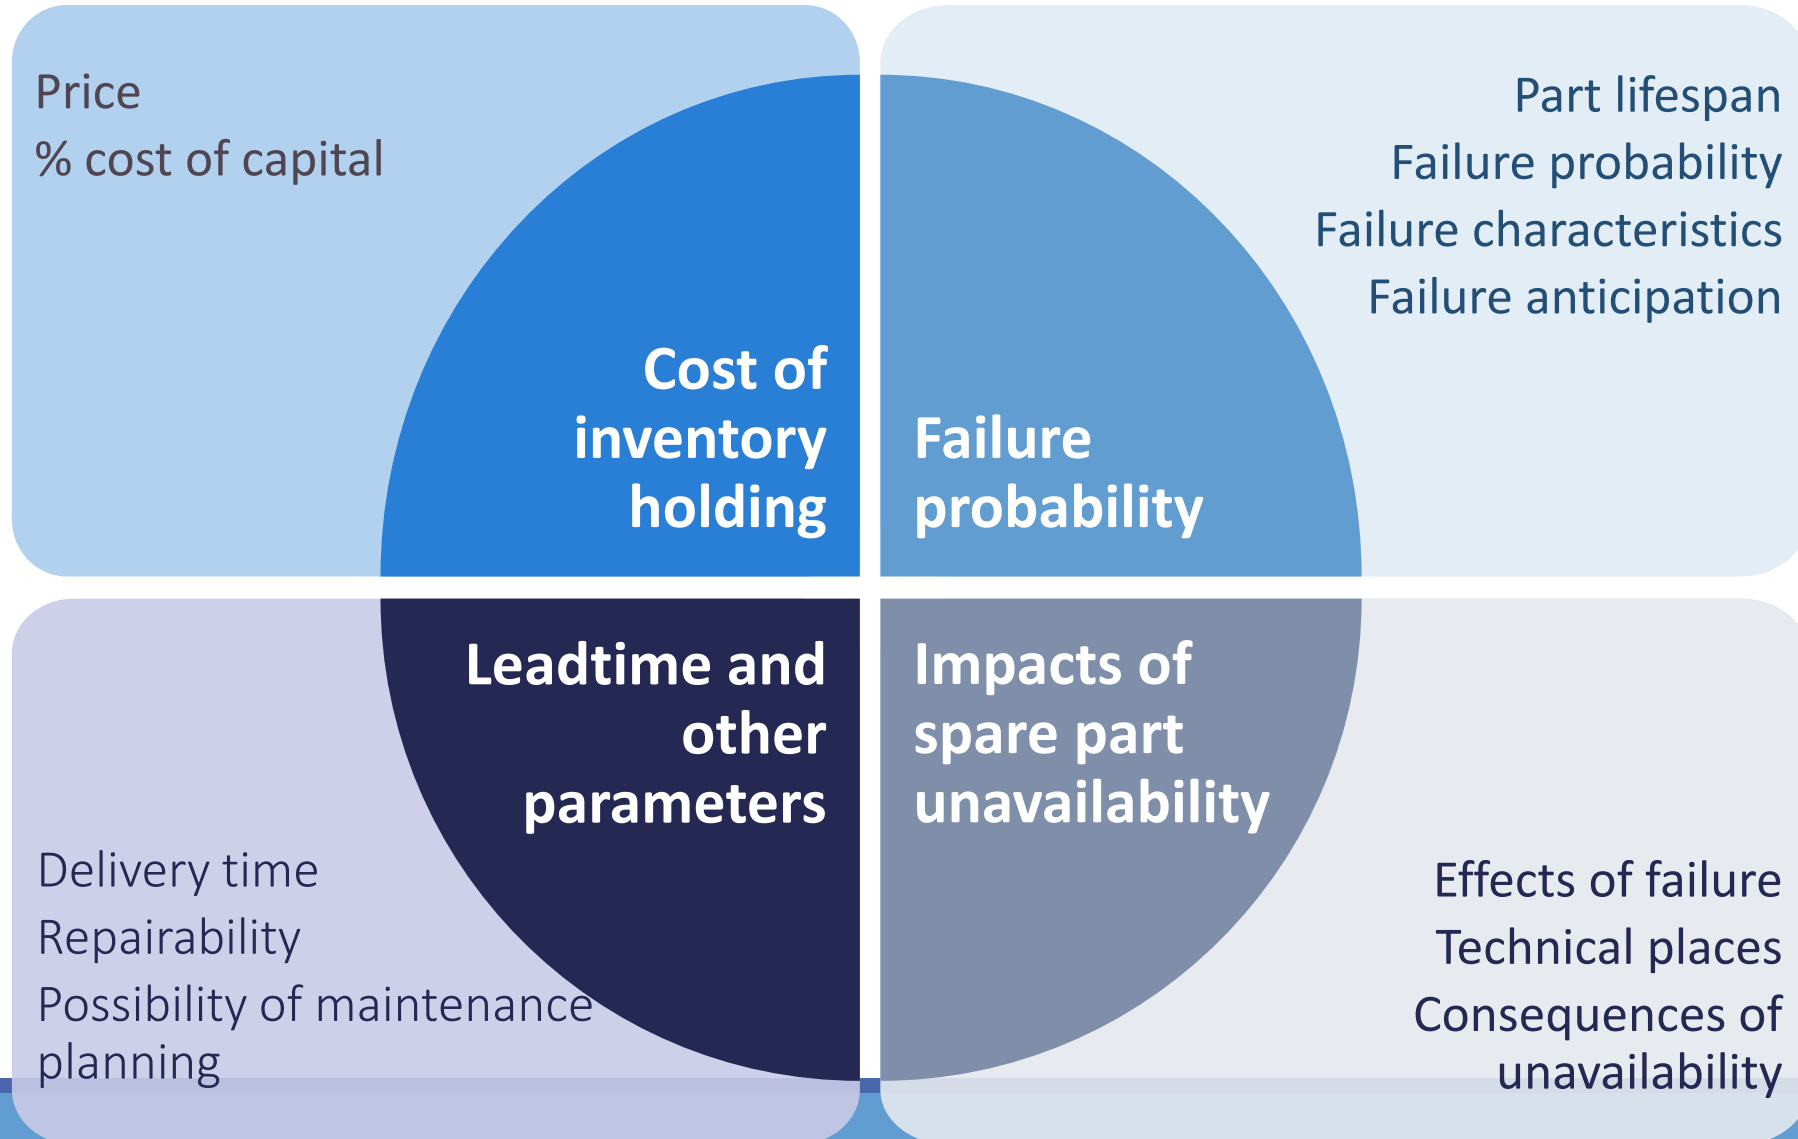 Price
% cost of capital
Cost of
inventory
holding
Part lifespan
Failure probability
Failure characteristics
Failure anticipation
Failure
probability
Leadtime and
other
parameters
Delivery time
Repairability
Possibility of maintenance
planning
Impacts of
spare part
unavailability
Effects of failure
Technical places
Consequences of
unavailability